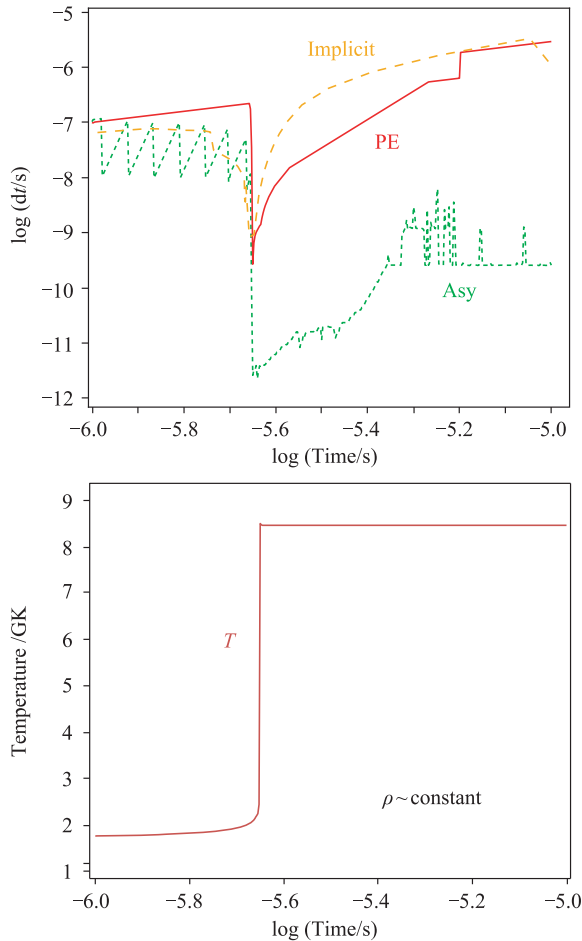 −5
−6
−7
−8
−9
−10
−11
−12
log (dt/s)
Implicit
PE
Asy
−6.0 −5.8 −5.6 −5.4 −5.2 −5.0
log (Time/s)
9
8
7
6
5
4
3
2
1
Temperature /GK
T
ρ ~ constant
−6.0 −5.8 −5.6 −5.4 −5.2 −5.0
log (Time/s)